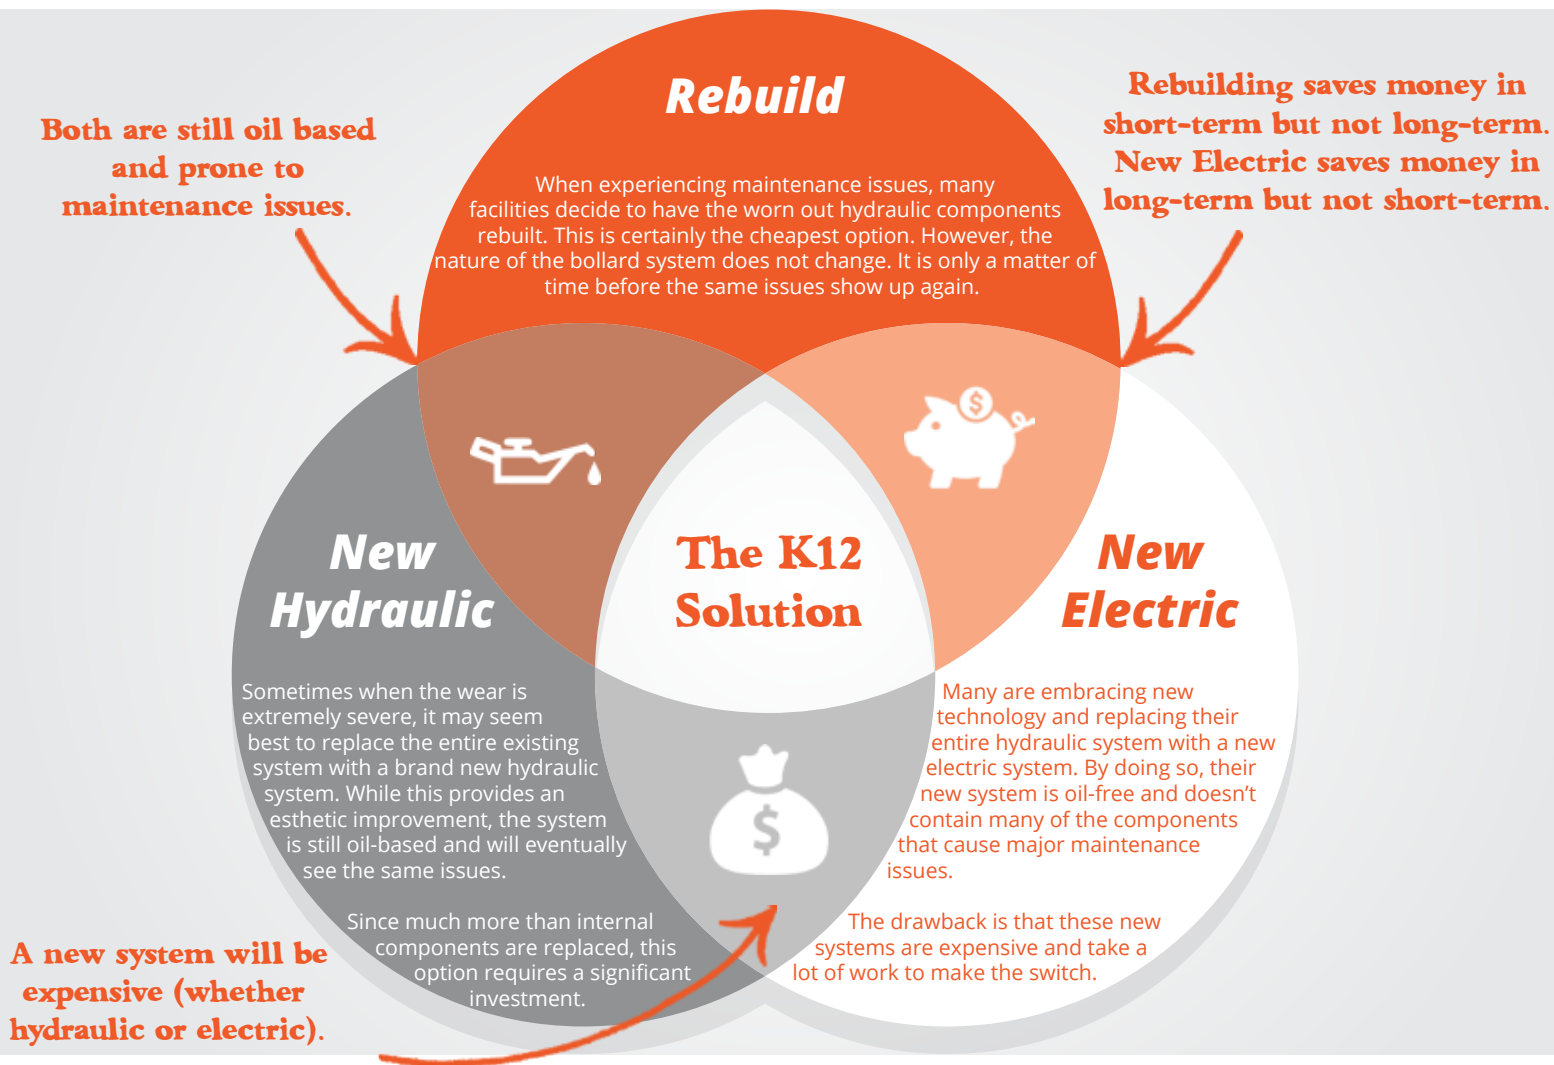 Rebuild
When experiencing maintenance issues, many
facilities decide to have the worn out hydraulic components
rebuilt. This is certainly the cheapest option. However, the
nature of the bollard system does not change. It is only a matter of
time before the same issues show up again.
Both are still oil based
and prone to
maintenance issues.
Rebuilding saves money in
short-term but not long-term.
New Electric saves money in
long-term but not short-term.
$
The K12
Solution
New
Hydraulic
Sometimes when the wear is
extremely severe, it may seem
best to replace the entire existing
system with a brand new hydraulic
system. While this provides an
esthetic improvement, the system
is still oil-based and will eventually
see the same issues.
Since much more than internal
components are replaced, this
option requires a significant
investment.
New
Electric
Many are embracing new
technology and replacing their
entire hydraulic system with a new
electric system. By doing so, their
new system is oil-free and doesn't
contain many of the components
that cause major maintenance
issues.
The drawback is that these new
systems are expensive and take a
lot of work to make the switch.
$
A new system will be
expensive (whether
hydraulic or electric).